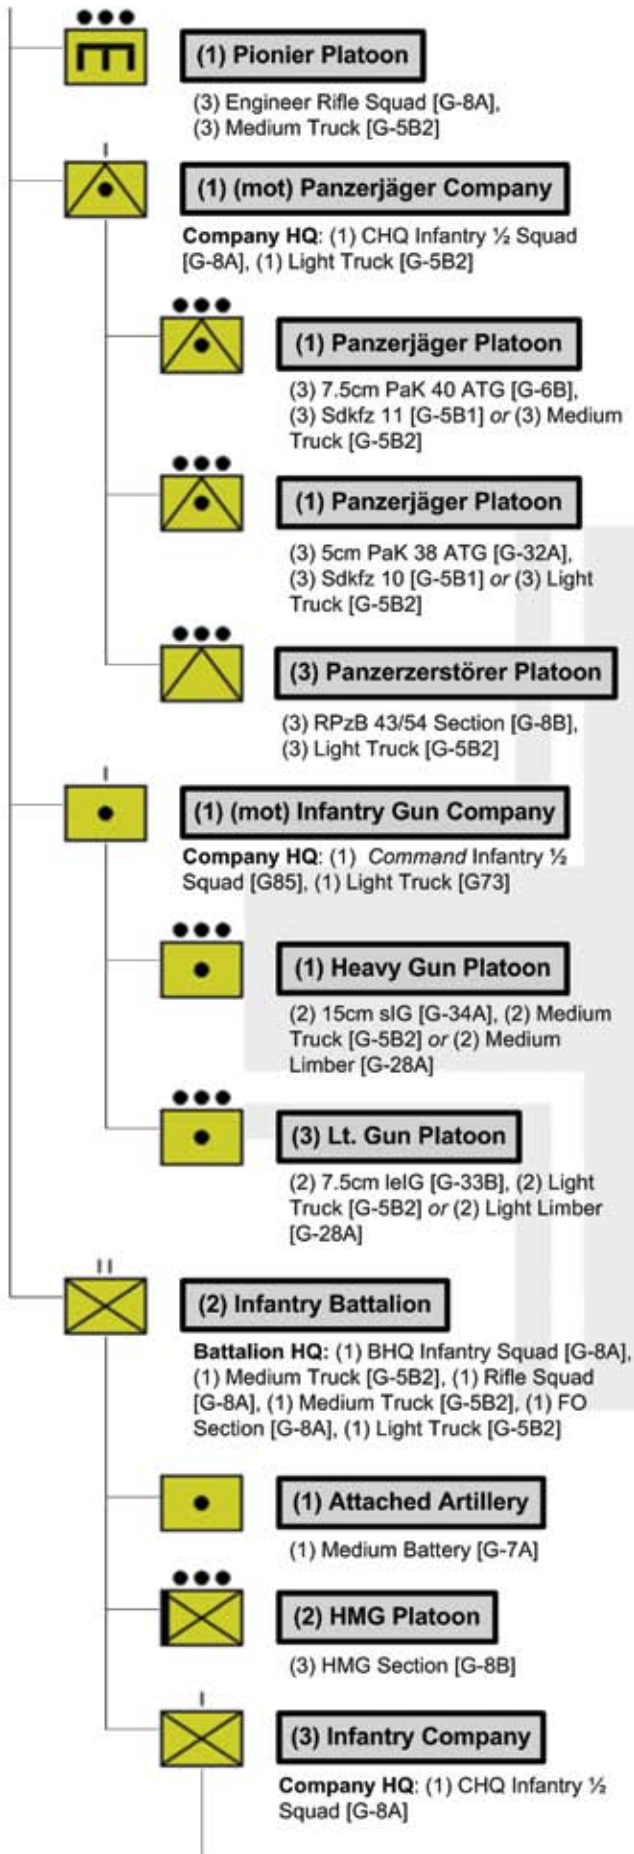 (1) Pionier Platoon
(3) Engineer Rifle Squad [G-8A],
(3) Medium Truck [G-5B2]
(1) (mot) Panzerjäger Company
Company HQ: (1) CHQ Infantry ½
Squad [G-8A], (1) Light Truck [G-5B2]
(1) Panzerjäger Platoon
(3) 7.5cm PaK 40 ATG [G-6B],
(3) Sdkfz 11 [G-5B1] or (3) Medium
Truck [G-5B2]
(1) Panzerjäger Platoon
(3) 5cm PaK 38 ATG [G-32A],
(3) Sdkfz 10 [G-5B1] or (3) Light
Truck [G-5B2]
(3) Panzerzerstörer Platoon
(3) RPzB 43/54 Section [G-8B],
(3) Light Truck [G-5B2]
(1) (mot) Infantry Gun Company
Company HQ: (1) Command Infantry ½
Squad [G85], (1) Light Truck [G73]
(1) Heavy Gun Platoon
(2) 15cm sIG [G-34A], (2) Medium
Truck [G-5B2] or (2) Medium
Limber [G-28A]
(3) Lt. Gun Platoon
(2) 7.5cm leIG [G-33B], (2) Light
Truck [G-5B2] or (2) Light Limber
[G-28A]
(2) Infantry Battalion
Battalion HQ: (1) BHQ Infantry Squad [G-8A],
(1) Medium Truck [G-5B2], (1) Rifle Squad
[G-8A], (1) Medium Truck [G-5B2], (1) FO
Section [G-8A], (1) Light Truck [G-5B2]
(1) Attached Artillery
(1) Medium Battery [G-7A]
(2) HMG Platoon
(3) HMG Section [G-8B]
(3) Infantry Company
Company HQ: (1) CHQ Infantry ½
Squad [G-8A]